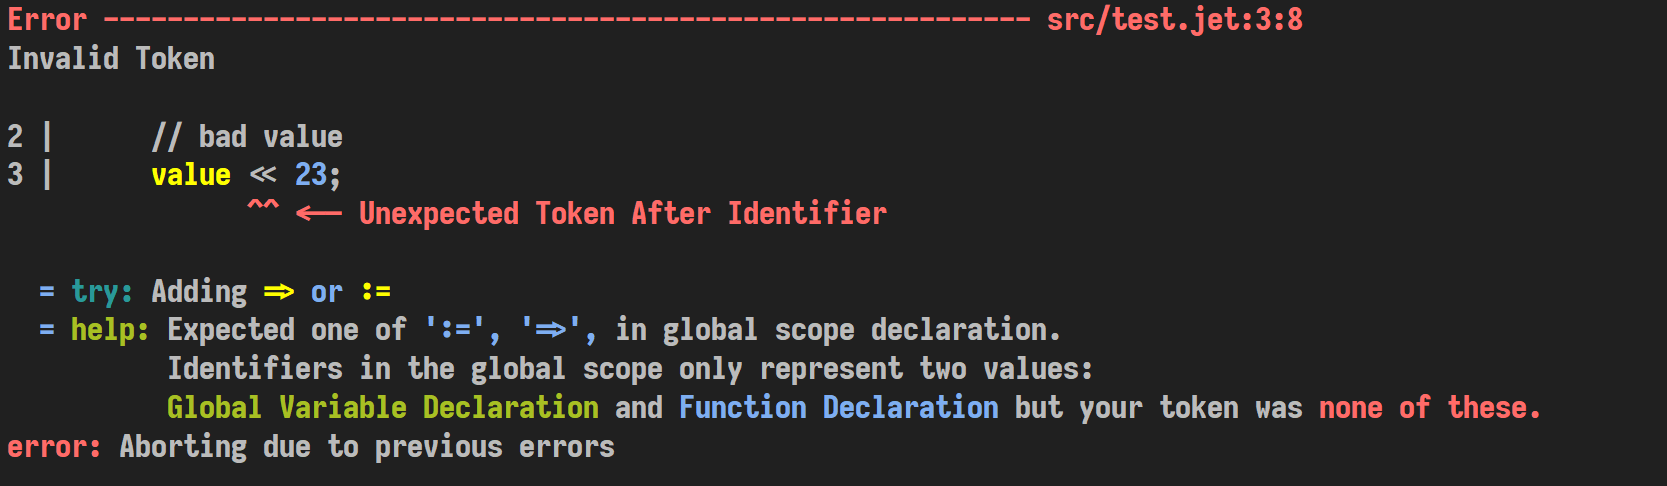 Error ---------------------------------------------------------- src/test.jet:3:8
Invalid Token
2 |      // bad value
3 |      value << 23;
               ^^ <-- Unexpected Token After Identifier
  = try: Adding => or :=
  = help: Expected one of ':=', '=>', in global scope declaration.
          Identifiers in the global scope only represent two values:
          Global Variable Declaration and Function Declaration but your token was none of these.
error: Aborting due to previous errors